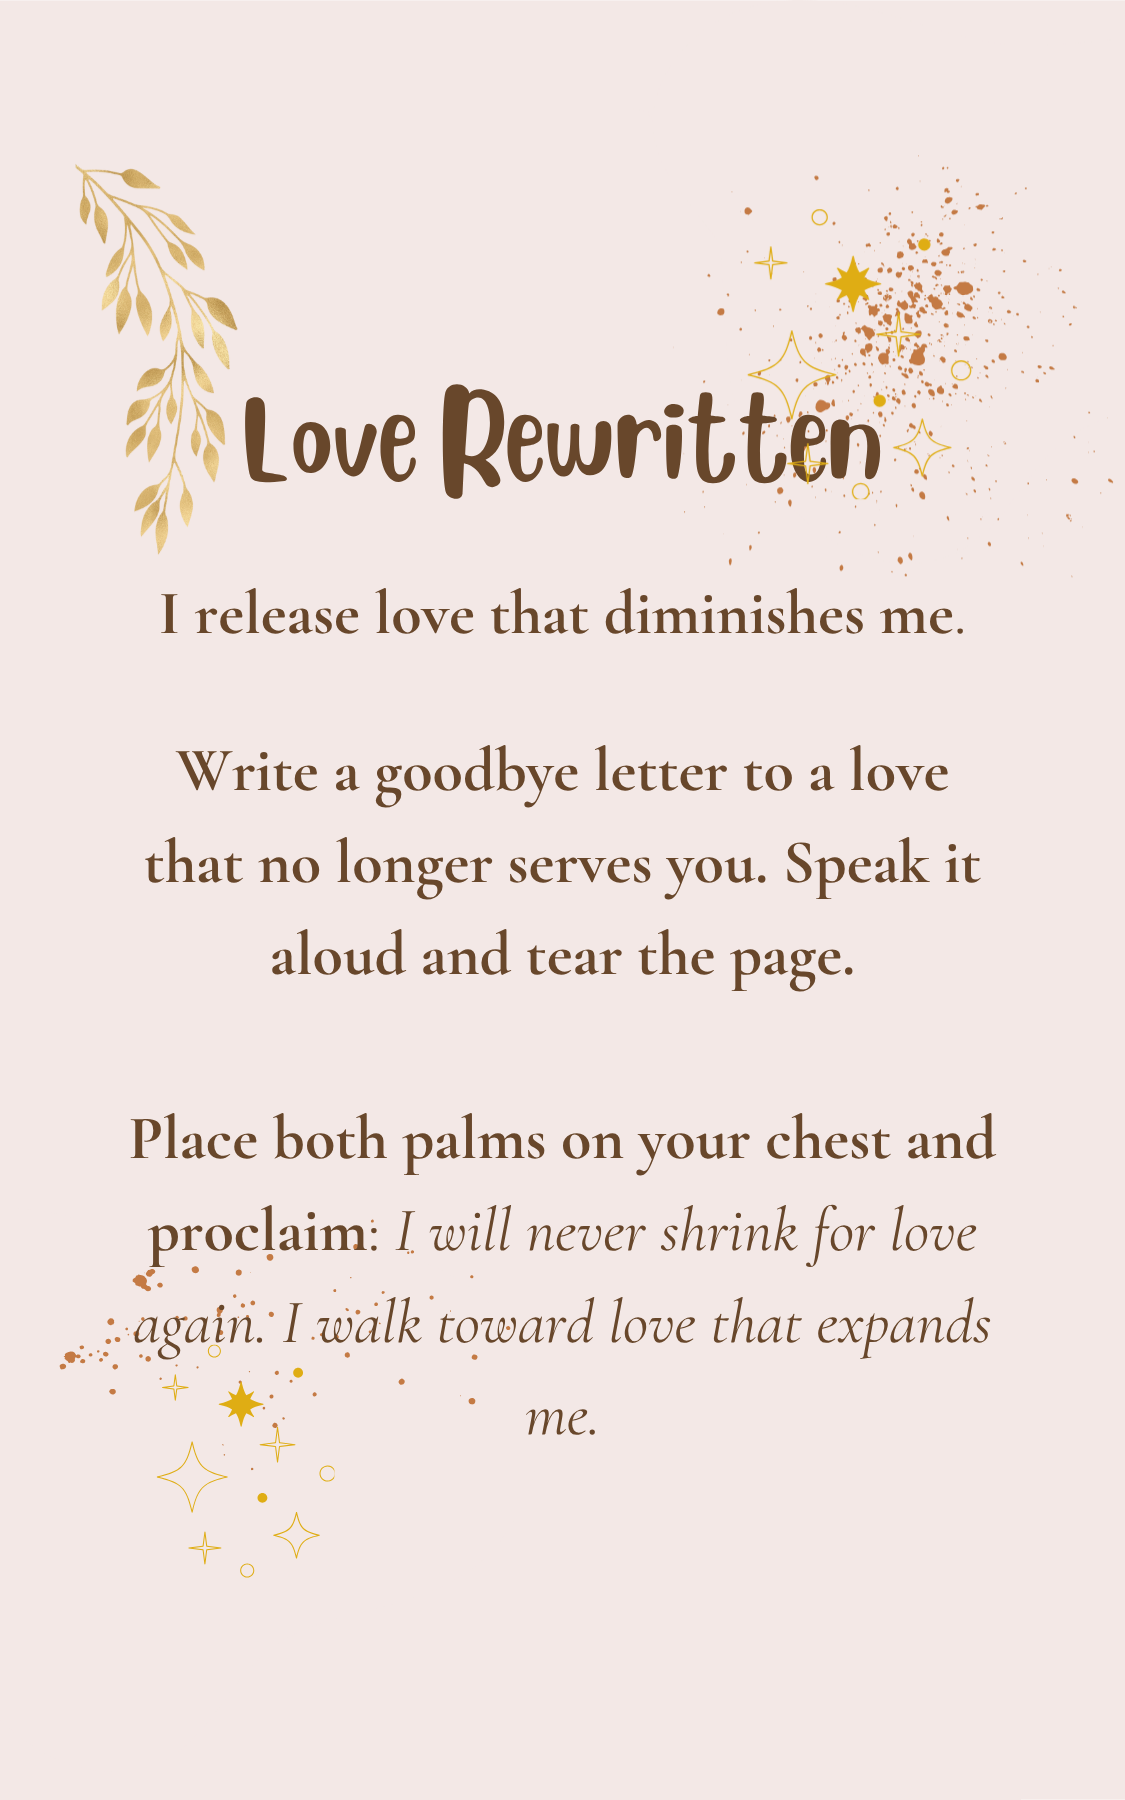 Love Rewritten
I release love that diminishes me.
Write a goodbye letter to a love
that no longer serves you. Speak it
aloud and tear the page.
Place both palms on your chest and
proclaim: I will never shrink for love
again. I walk toward love that expands
me.